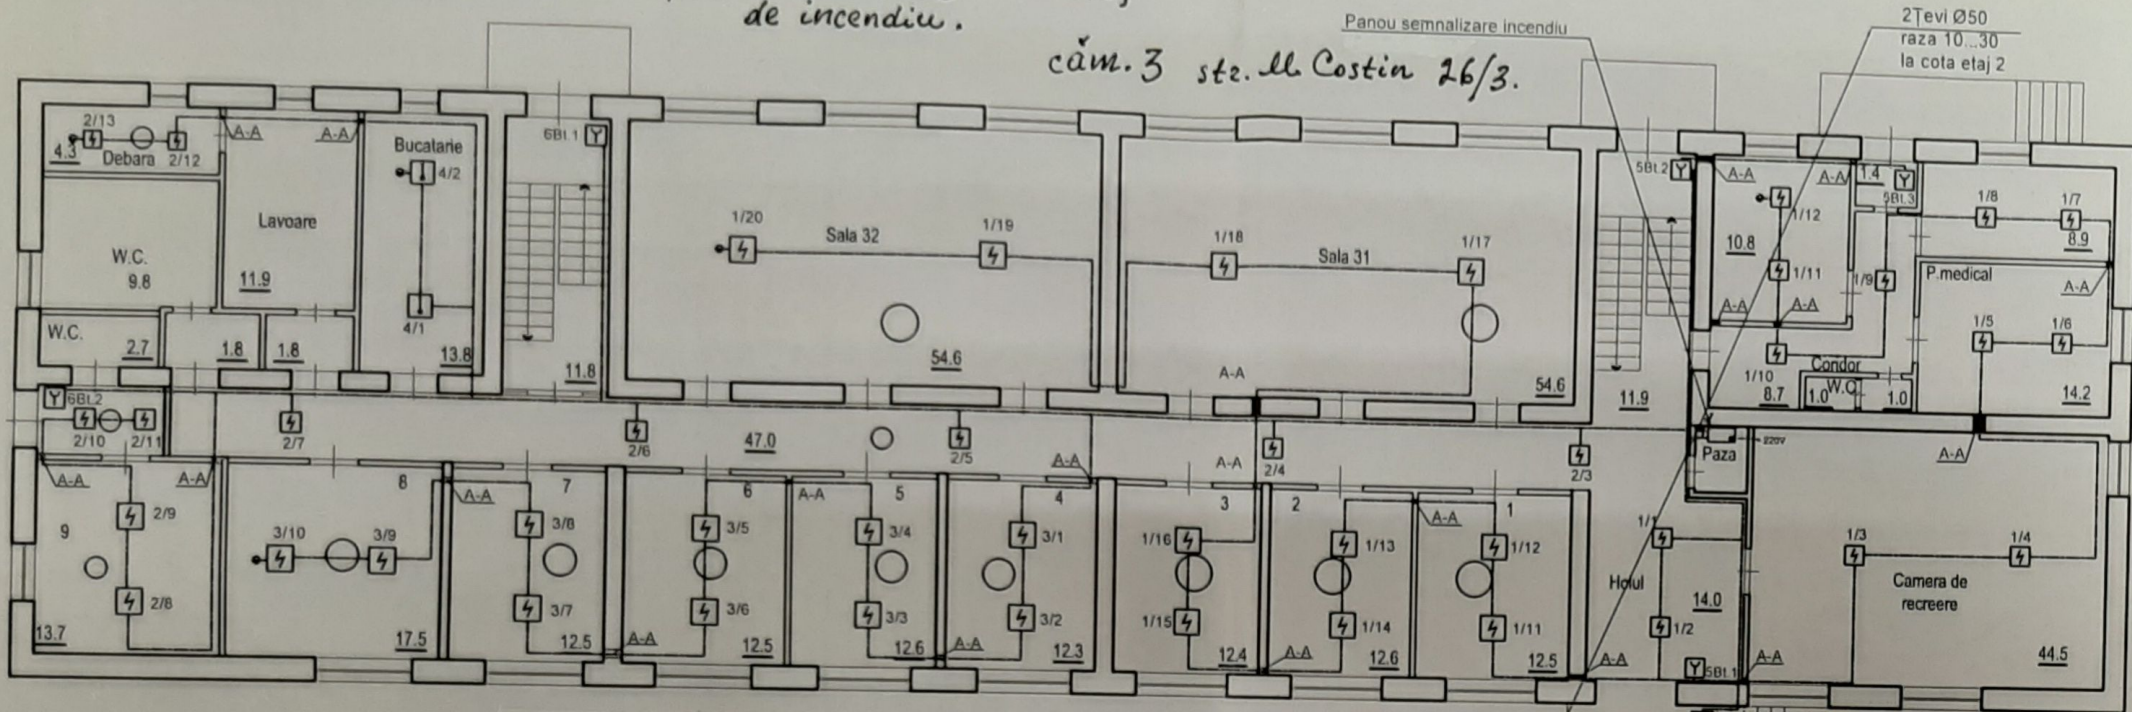 de incendiu.
căm. 3 str. M. Costin 26/3.
Panou semnalizare incendiu
2Țevi Ø50
raza 10...30
la cota etaj 2
2/13
4.3
Debara
2/12
A-A
A-A
Bucatarie
4/2
4/1
13.8
Lavoare
11.9
W.C.
9.8
W.C.
2.7
1.8
1.8
6Bt.1
11.8
1/20
Sala 32
1/19
54.6
1/18
Sala 31
1/17
54.6
A-A
5Bt.2
11.9
A-A
A-A
1/12
10.8
1/11
A-A
A-A
1.4
5Bt.3
1/9
1/8
1/7
8.9
P.medical
A-A
1/5
1/6
14.2
1/10
8.7
Condor
W.C.
1.0
1.0
6Bt.2
2/10
2/11
2/7
2/6
47.0
2/5
A-A
A-A
2/4
2/3
Paza
220V
A-A
A-A
A-A
9
2/9
2/8
13.7
8
3/10
3/9
17.5
A-A
7
3/8
3/7
12.5
6
3/5
3/6
A-A
12.5
A-A
5
3/4
3/3
12.6
4
3/1
3/2
A-A
12.3
3
1/16
1/15
12.4
2
1/13
1/14
A-A
12.6
A-A
1
1/12
1/11
12.5
1/1
Holul
14.0
1/2
A-A
5Bt.1
A-A
1/3
1/4
Camera de
recreere
44.5